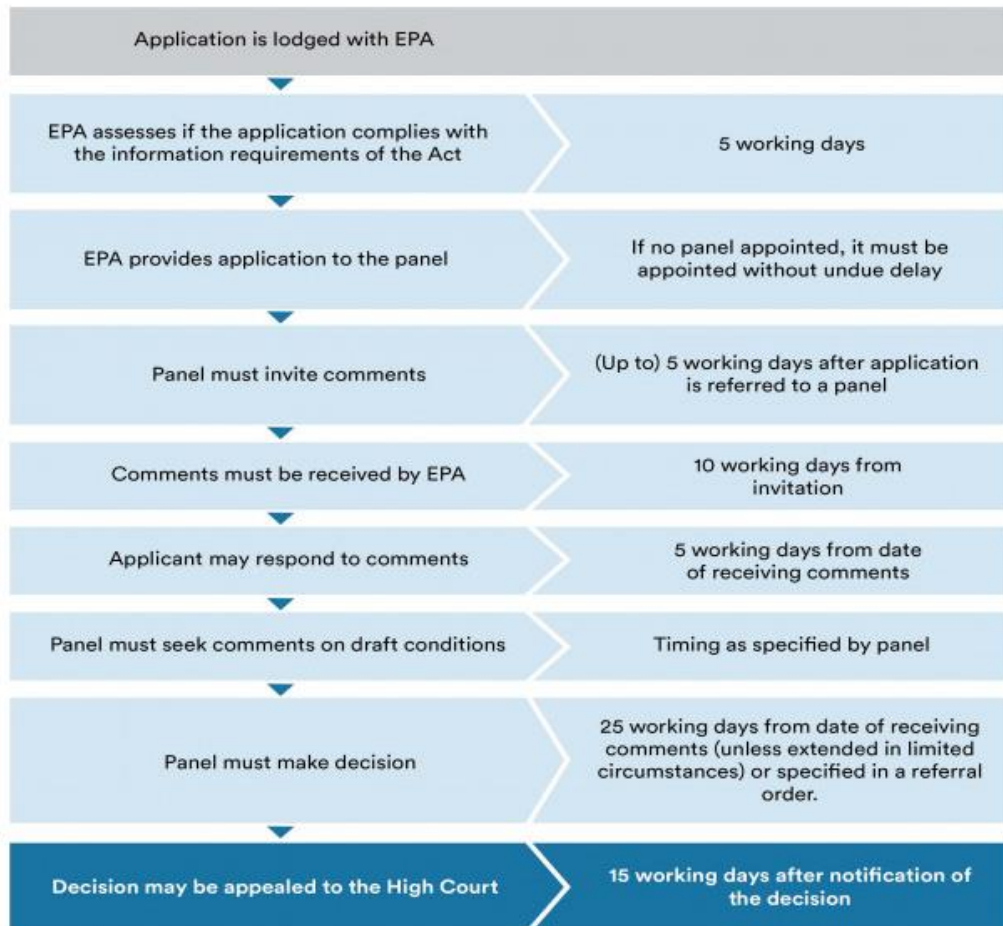 Application is lodged with EPA
EPA assesses if the application complies with
the information requirements of the Act
5 working days
EPA provides application to the panel
If no panel appointed, it must be
appointed without undue delay
Panel must invite comments
(Up to) 5 working days after application
is referred to a panel
Comments must be received by EPA
10 working days from
invitation
Applicant may respond to comments
5 working days from date
of receiving comments
Panel must seek comments on draft conditions
Timing as specified by panel
Panel must make decision
25 working days from date of receiving
comments (unless extended in limited
circumstances) or specified in a referral
order.
Decision may be appealed to the High Court
15 working days after notification of
the decision